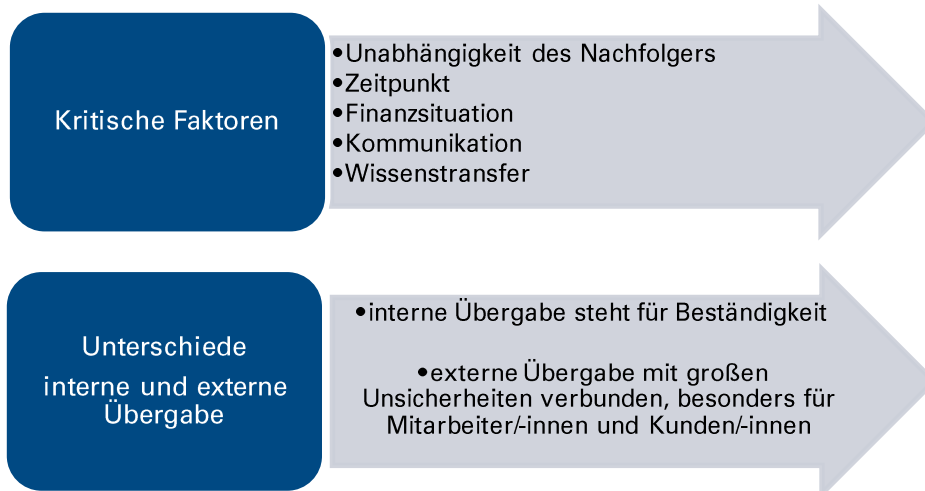 Kritische Faktoren
•Unabhängigkeit des Nachfolgers
•Zeitpunkt
•Finanzsituation
•Kommunikation
•Wissenstransfer
Unterschiede
interne und externe
Übergabe
•interne Übergabe steht für Beständigkeit
•externe Übergabe mit großen
Unsicherheiten verbunden, besonders für
Mitarbeiter/-innen und Kunden/-innen